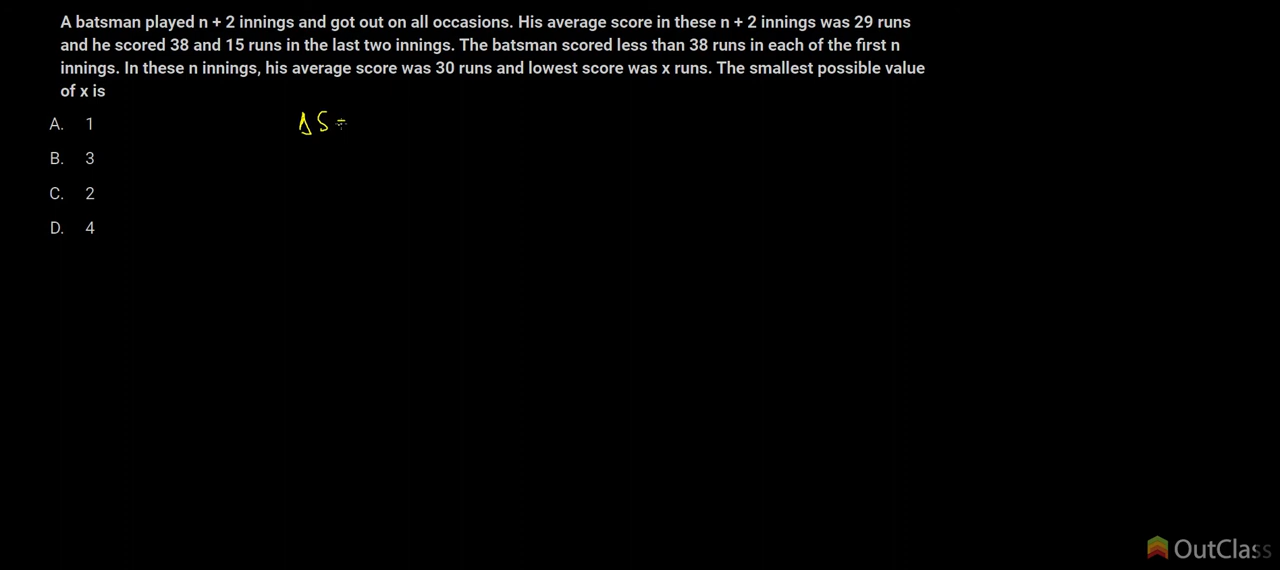 A batsman played n + 2 innings and got out on all occasions. His average score in these n + 2 innings was 29 runs
and he scored 38 and 15 runs in the last two innings. The batsman scored less than 38 runs in each of the first n
innings. In these n innings, his average score was 30 runs and lowest score was x runs. The smallest possible value
of x is
A. 1
Δ S =
B. 3
C. 2
D. 4
OutClass